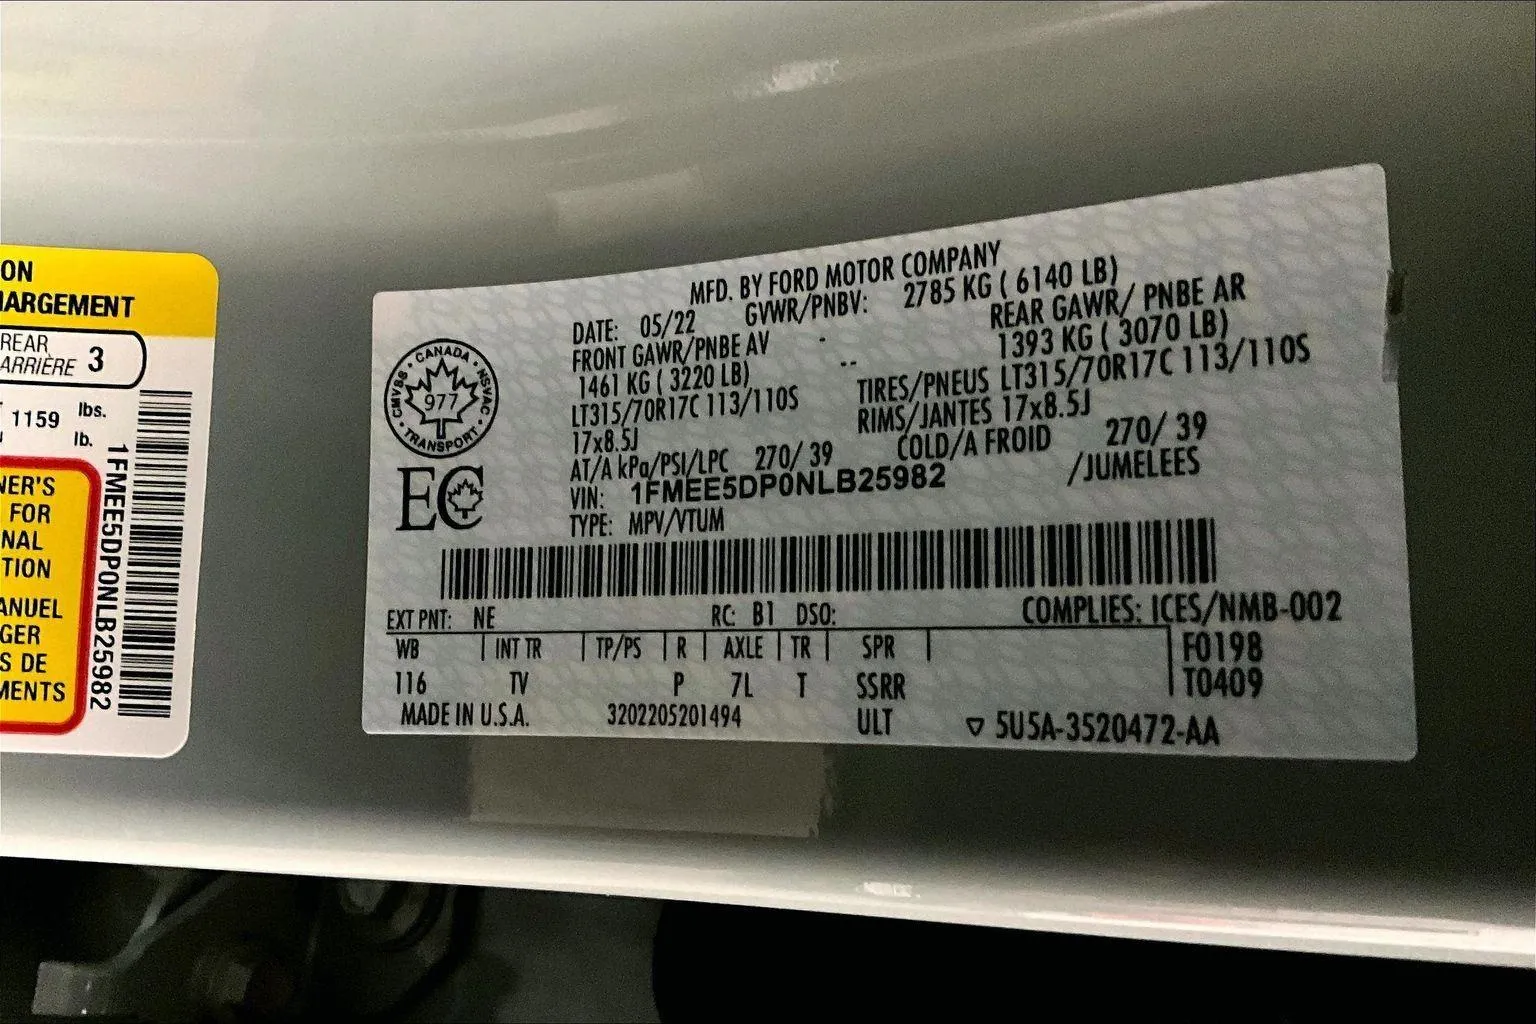 ON
HARGEMENT
REAR
ARRIÈRE 3
1159 lbs.
lb.
NER'S
FOR
NAL
TION
ANUEL
GER
S DE
MENTS
1FMEE5DP0NLB25982
MFD. BY FORD MOTOR COMPANY
DATE: 05/22 GVWR/PNBV: 2785 KG ( 6140 LB)
FRONT GAWR/PNBE AV REAR GAWR/ PNBE AR
1461 KG ( 3220 LB) 1393 KG ( 3070 LB)
LT315/70R17C 113/110S TIRES/PNEUS LT315/70R17C 113/110S
17x8.5J RIMS/JANTES 17x8.5J
AT/A kPa/PSI/LPC 270/ 39 COLD/A FROID 270/ 39
VIN: 1FMEE5DP0NLB25982 /JUMELEES
TYPE: MPV/VTUM
CANADA
CMVSS · NSVAC
977
TRANSPORT
EC
EXT PNT: NE RC: B1 DSO: COMPLIES: ICES/NMB-002
WB INT TR TP/PS R AXLE TR SPR F0198
116 TV P 7L T SSRR T0409
MADE IN U.S.A. 3202205201494 ULT ▽ 5U5A-3520472-AA